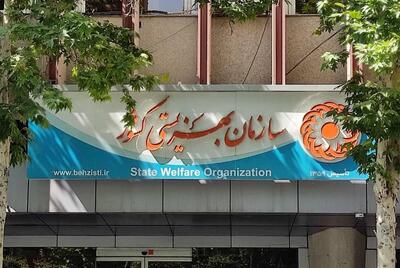 سازمان بهزیستی کشور
www.behzisti.ir
State Welfare Organization
تاسیس ۱۳۵۹